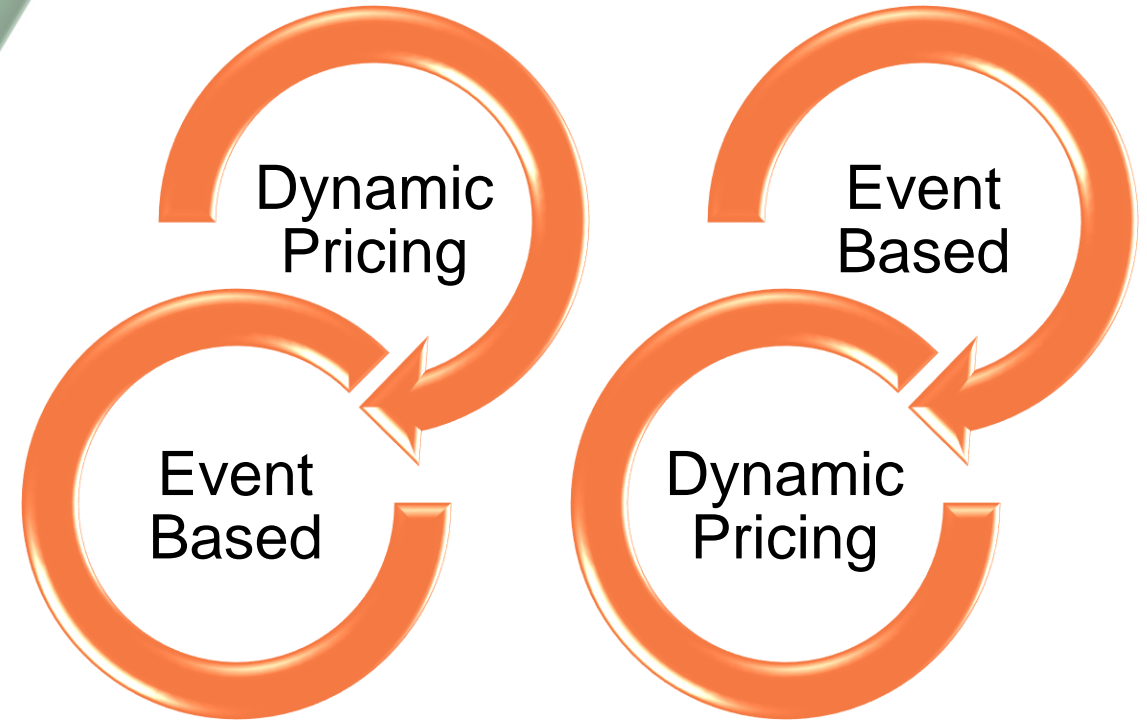 Dynamic
Pricing
Event
Based
Event
Based
Dynamic
Pricing